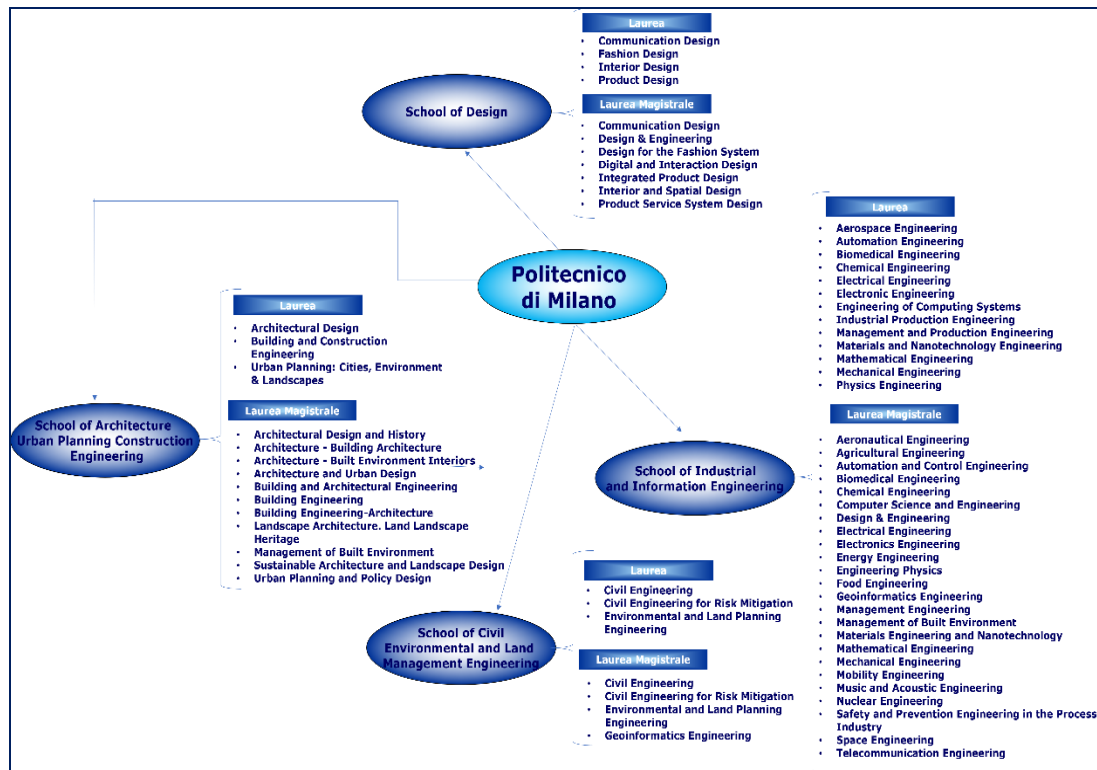 Laurea
• Communication Design
• Fashion Design
• Interior Design
• Product Design
School of Design
Laurea Magistrale
• Communication Design
• Design & Engineering
• Design for the Fashion System
• Digital and Interaction Design
• Integrated Product Design
• Interior and Spatial Design
• Product Service System Design
Politecnico
di Milano
Laurea
• Architectural Design
• Building and Construction
Engineering
• Urban Planning: Cities, Environment
& Landscapes
School of Architecture
Urban Planning Construction
Engineering
Laurea Magistrale
• Architectural Design and History
• Architecture - Building Architecture
• Architecture - Built Environment Interiors
• Architecture and Urban Design
• Building and Architectural Engineering
• Building Engineering
• Building Engineering-Architecture
• Landscape Architecture. Land Landscape
Heritage
• Management of Built Environment
• Sustainable Architecture and Landscape Design
• Urban Planning and Policy Design
School of Civil
Environmental and Land
Management Engineering
Laurea
• Civil Engineering
• Civil Engineering for Risk Mitigation
• Environmental and Land Planning
Engineering
Laurea Magistrale
• Civil Engineering
• Civil Engineering for Risk Mitigation
• Environmental and Land Planning
Engineering
• Geoinformatics Engineering
School of Industrial
and Information Engineering
Laurea
• Aerospace Engineering
• Automation Engineering
• Biomedical Engineering
• Chemical Engineering
• Electrical Engineering
• Electronic Engineering
• Engineering of Computing Systems
• Industrial Production Engineering
• Management and Production Engineering
• Materials and Nanotechnology Engineering
• Mathematical Engineering
• Mechanical Engineering
• Physics Engineering
Laurea Magistrale
• Aeronautical Engineering
• Agricultural Engineering
• Automation and Control Engineering
• Biomedical Engineering
• Chemical Engineering
• Computer Science and Engineering
• Design & Engineering
• Electrical Engineering
• Electronics Engineering
• Energy Engineering
• Engineering Physics
• Food Engineering
• Geoinformatics Engineering
• Management Engineering
• Management of Built Environment
• Materials Engineering and Nanotechnology
• Mathematical Engineering
• Mechanical Engineering
• Mobility Engineering
• Music and Acoustic Engineering
• Nuclear Engineering
• Safety and Prevention Engineering in the Process
Industry
• Space Engineering
• Telecommunication Engineering